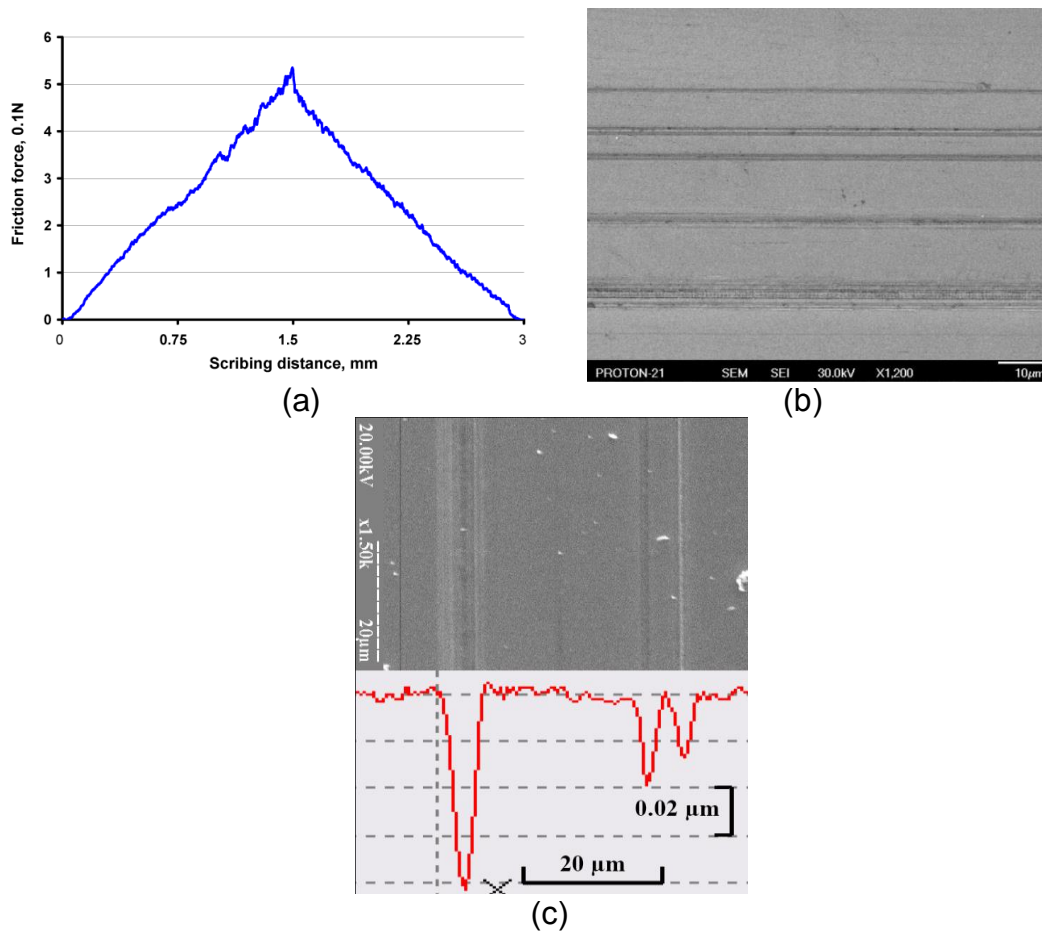 6
5
4
3
2
1
0
Friction force, 0.1N
0 0.75 1.5 2.25 3
Scribing distance, mm
(a)
PROTON-21 SEM SEI 30.0kV X1,200 10µm
(b)
20.00kV x1.50k 20µm
0.02 µm
20 µm
(c)